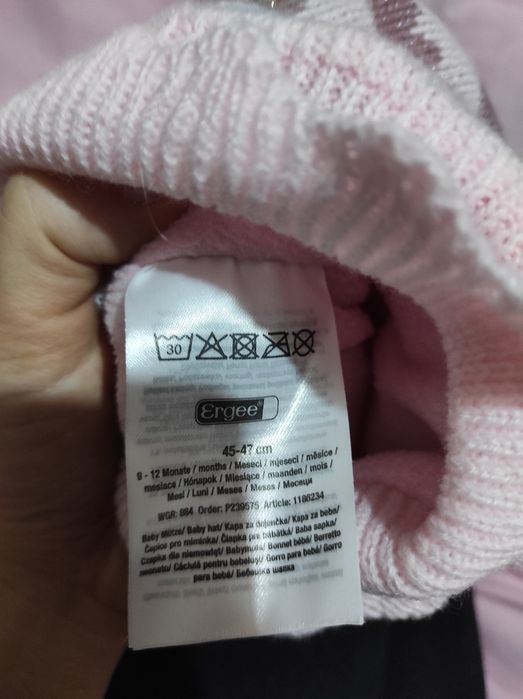 30
Ergee®
45-47 cm
9 - 12 Monate / months / Meseci / mjeseci / měsíce /
mesiace / Hónapok / Miesiące / maanden / mois /
Mesi / Luni / Meses / Meses / Месеци
WGR: 864 Order: P239575 Article: 1186234
Baby Mütze/ Baby hat/ Kapa za dojenčka/ Kapa za bebe/
Čepice pro miminka/ Čiapka pre bábätká/ Baba sapka/
Czapka dla niemowląt/ Babymuts/ Bonnet bébé/ Berretto
neonato/ Căciulă pentru bebeluși/ Gorro para bebé/ Gorro
para bebé/ Бебешка шапка